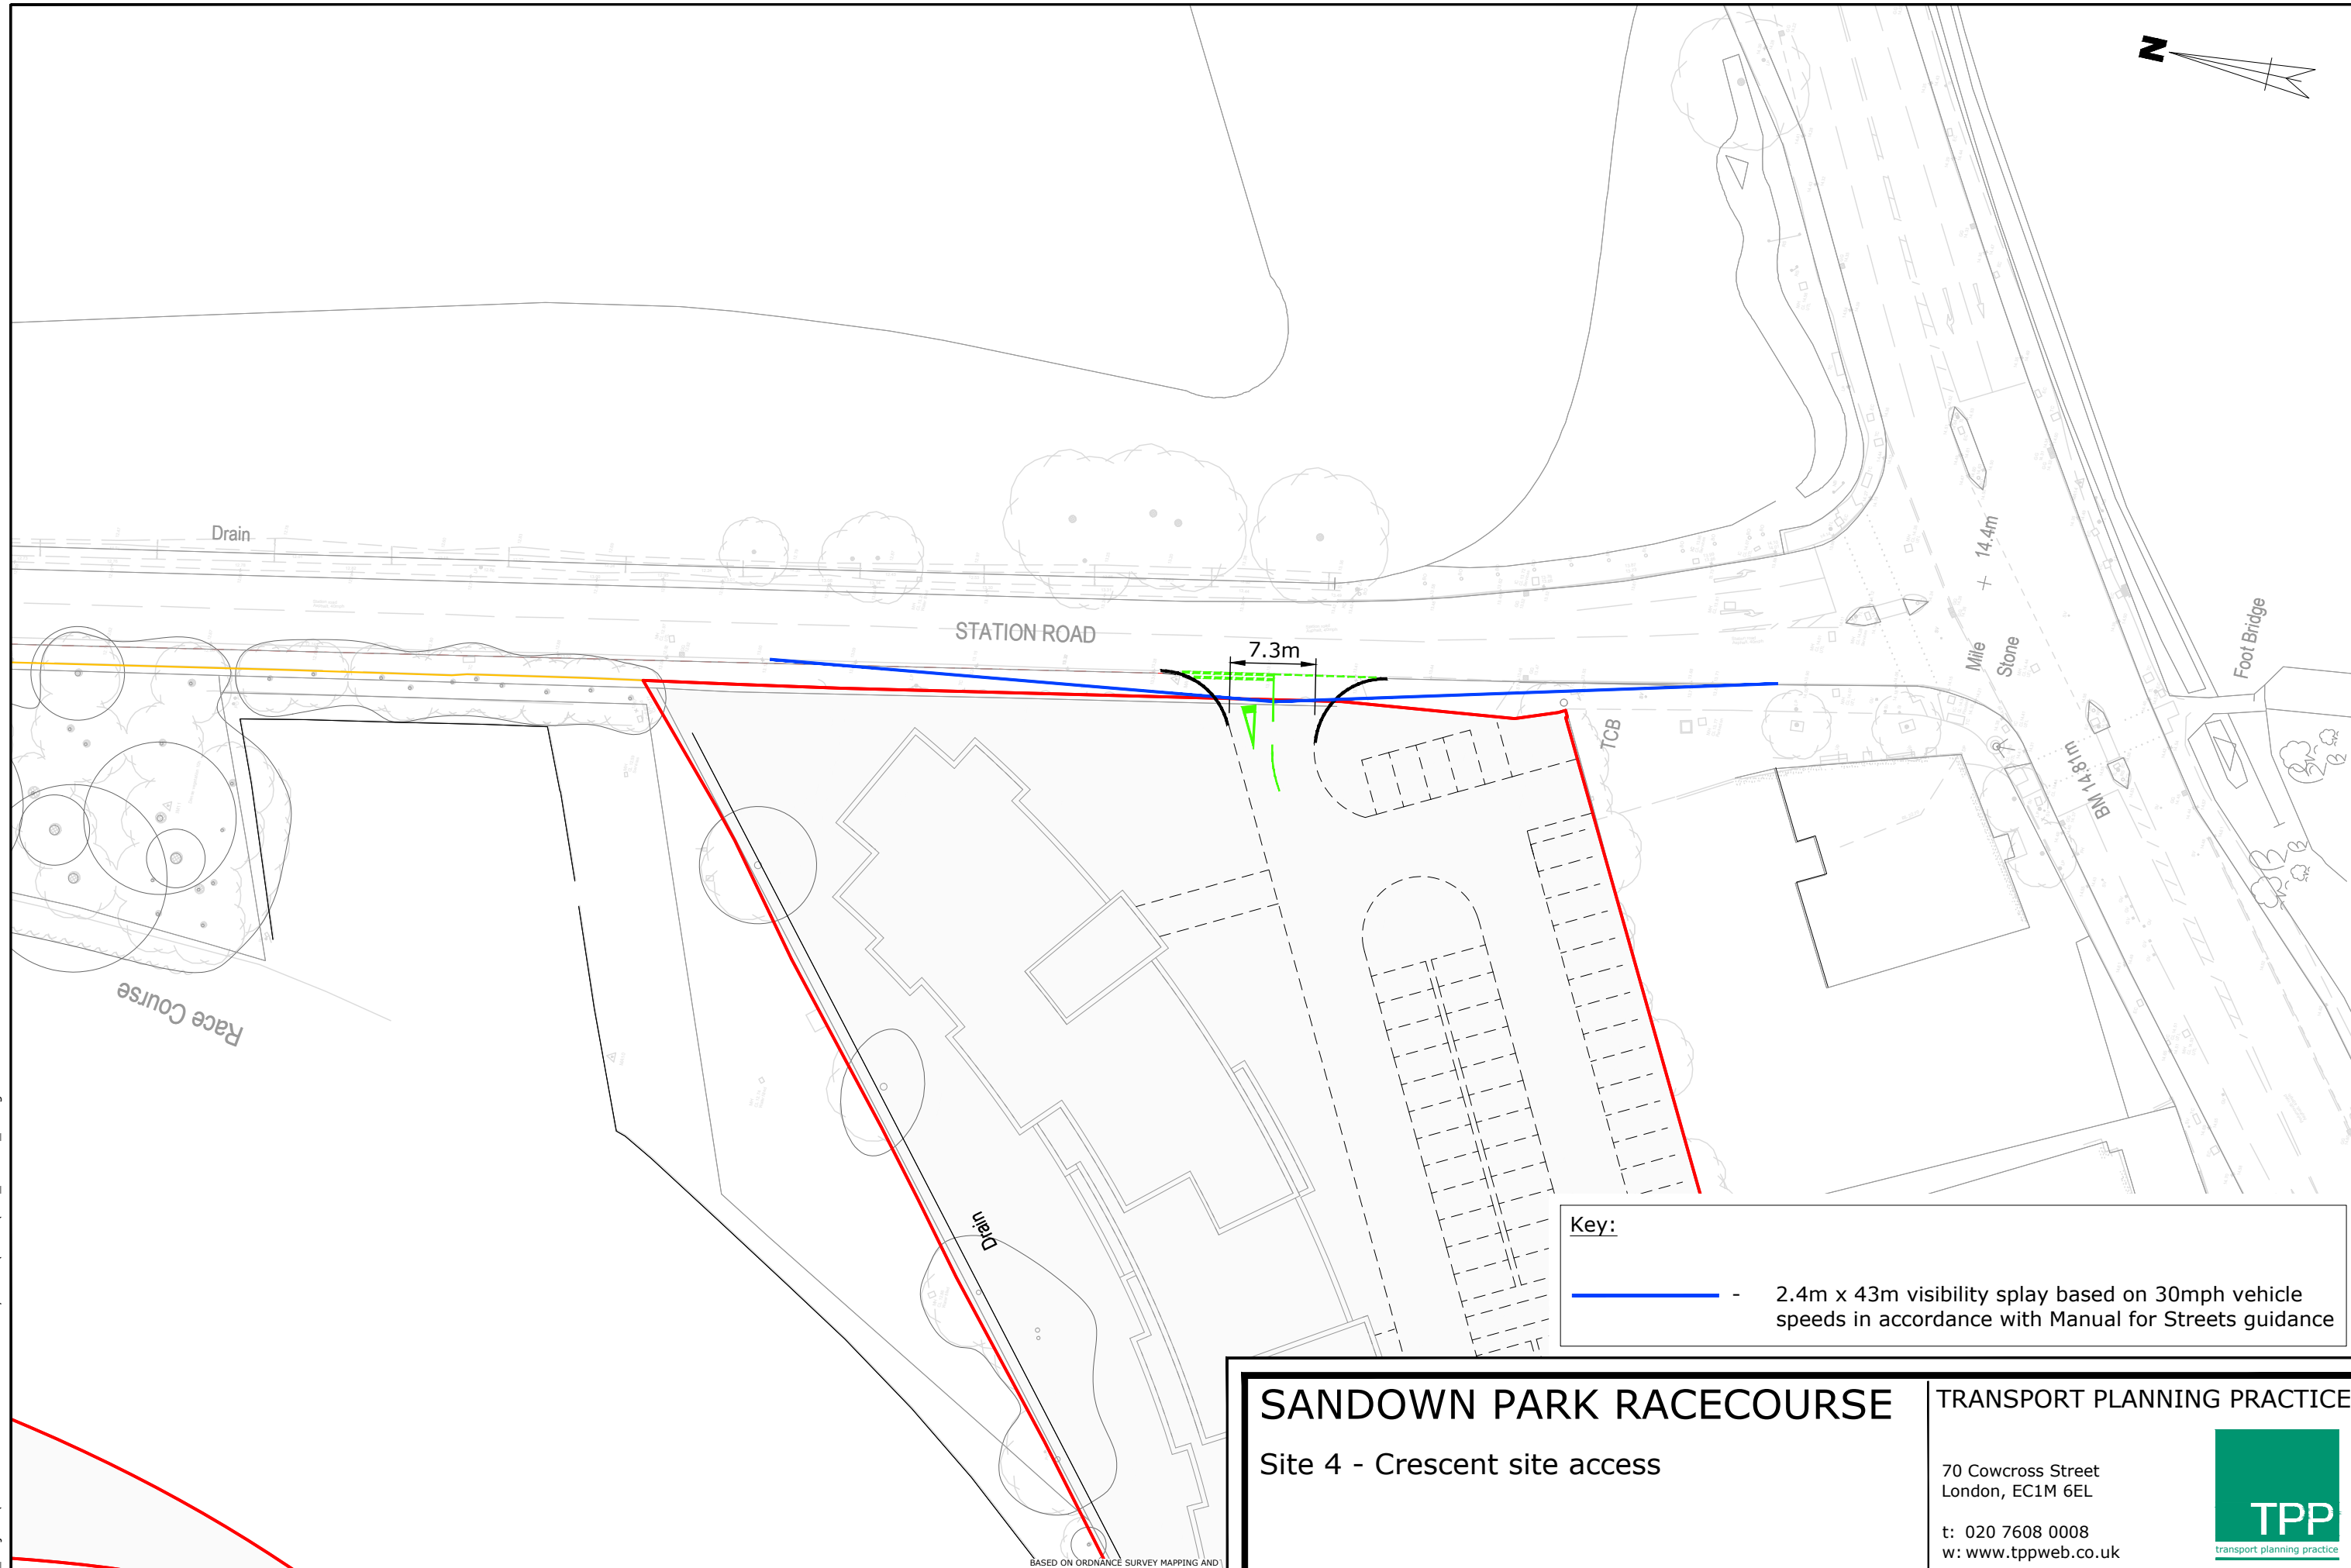 N
Drain
STATION ROAD
7.3m
14.4m
Mile
Stone
Foot Bridge
TCB
BM 14.81m
Race Course
Drain
Key:
- 2.4m x 43m visibility splay based on 30mph vehicle
speeds in accordance with Manual for Streets guidance
SANDOWN PARK RACECOURSE
Site 4 - Crescent site access
TRANSPORT PLANNING PRACTICE
70 Cowcross Street
London, EC1M 6EL
t: 020 7608 0008
w: www.tppweb.co.uk
TPP
transport planning practice
BASED ON ORDNANCE SURVEY MAPPING AND